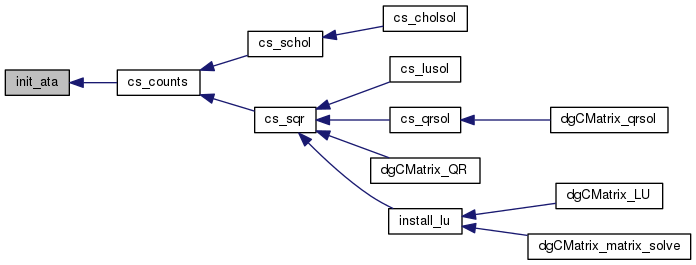 init_ata
cs_counts
cs_schol
cs_cholsol
cs_sqr
cs_lusol
cs_qrsol
dgCMatrix_qrsol
dgCMatrix_QR
install_lu
dgCMatrix_LU
dgCMatrix_matrix_solve